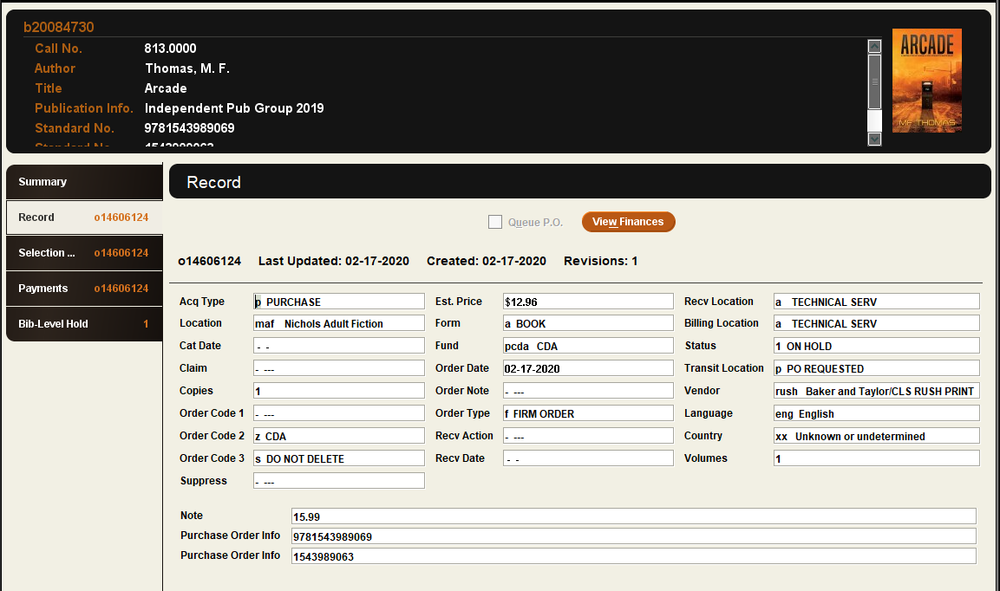 b20084730
Call No. 813.0000
Author Thomas, M. F.
Title Arcade
Publication Info. Independent Pub Group 2019
Standard No. 9781543989069
Standard No. 1543989063
ARCADE
MF THOMAS
Summary
Record o14606124
Selection ... o14606124
Payments o14606124
Bib-Level Hold 1
Record
Queue P.O. View Finances
o14606124 Last Updated: 02-17-2020 Created: 02-17-2020 Revisions: 1
Acq Type p PURCHASE Est. Price $12.96 Recv Location a TECHNICAL SERV
Location maf Nichols Adult Fiction Form a BOOK Billing Location a TECHNICAL SERV
Cat Date - - Fund pcda CDA Status 1 ON HOLD
Claim - --- Order Date 02-17-2020 Transit Location p PO REQUESTED
Copies 1 Order Note - --- Vendor rush Baker and Taylor/CLS RUSH PRINT
Order Code 1 - --- Order Type f FIRM ORDER Language eng English
Order Code 2 z CDA Recv Action - --- Country xx Unknown or undetermined
Order Code 3 s DO NOT DELETE Recv Date - - Volumes 1
Suppress - ---
Note 15.99
Purchase Order Info 9781543989069
Purchase Order Info 1543989063